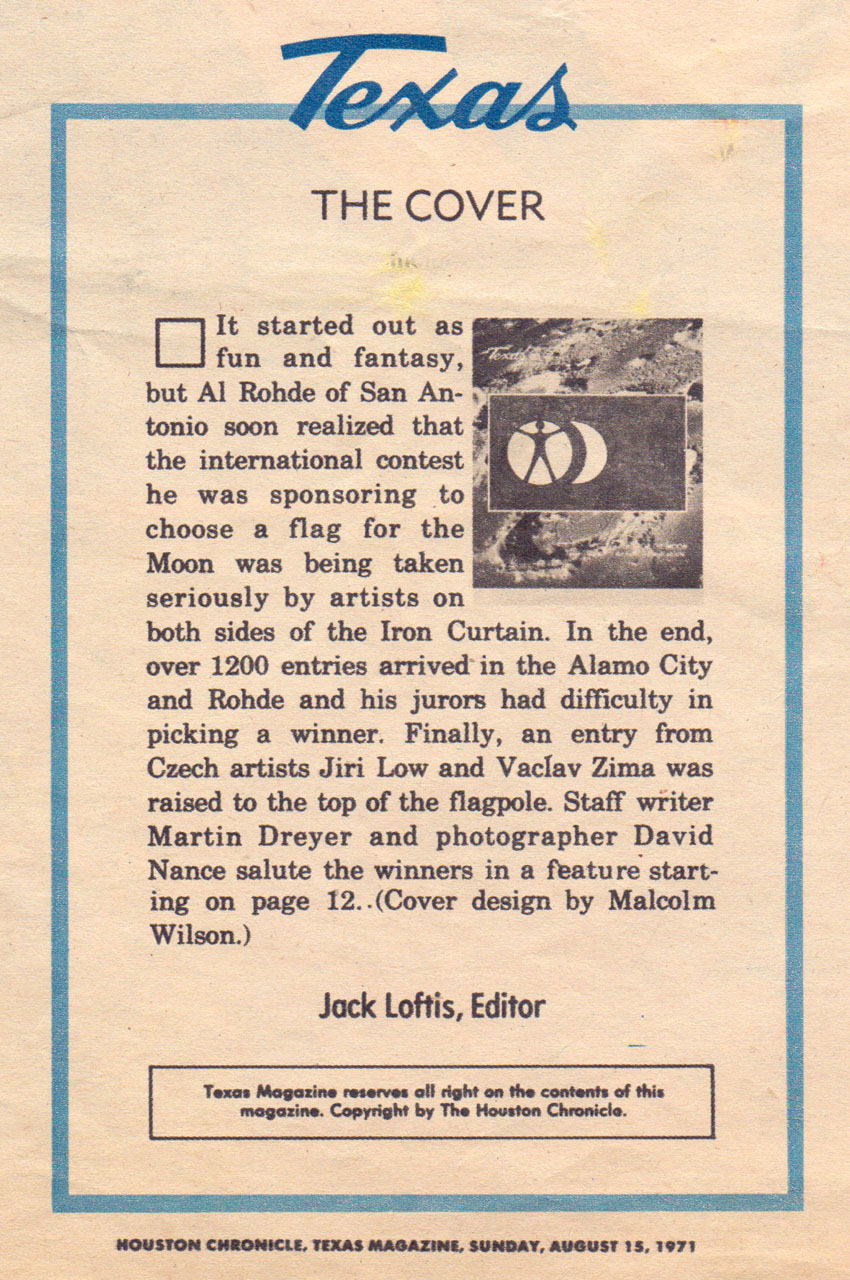 Texas
THE COVER
It started out as
fun and fantasy,
but Al Rohde of San An-
tonio soon realized that
the international contest
he was sponsoring to
choose a flag for the
Moon was being taken
seriously by artists on
both sides of the Iron Curtain. In the end,
over 1200 entries arrived in the Alamo City
and Rohde and his jurors had difficulty in
picking a winner. Finally, an entry from
Czech artists Jiri Low and Vaclav Zima was
raised to the top of the flagpole. Staff writer
Martin Dreyer and photographer David
Nance salute the winners in a feature start-
ing on page 12. (Cover design by Malcolm
Wilson.)
Texas
Jack Loftis, Editor
Texas Magazine reserves all right on the contents of this
magazine. Copyright by The Houston Chronicle.
HOUSTON CHRONICLE, TEXAS MAGAZINE, SUNDAY, AUGUST 15, 1971